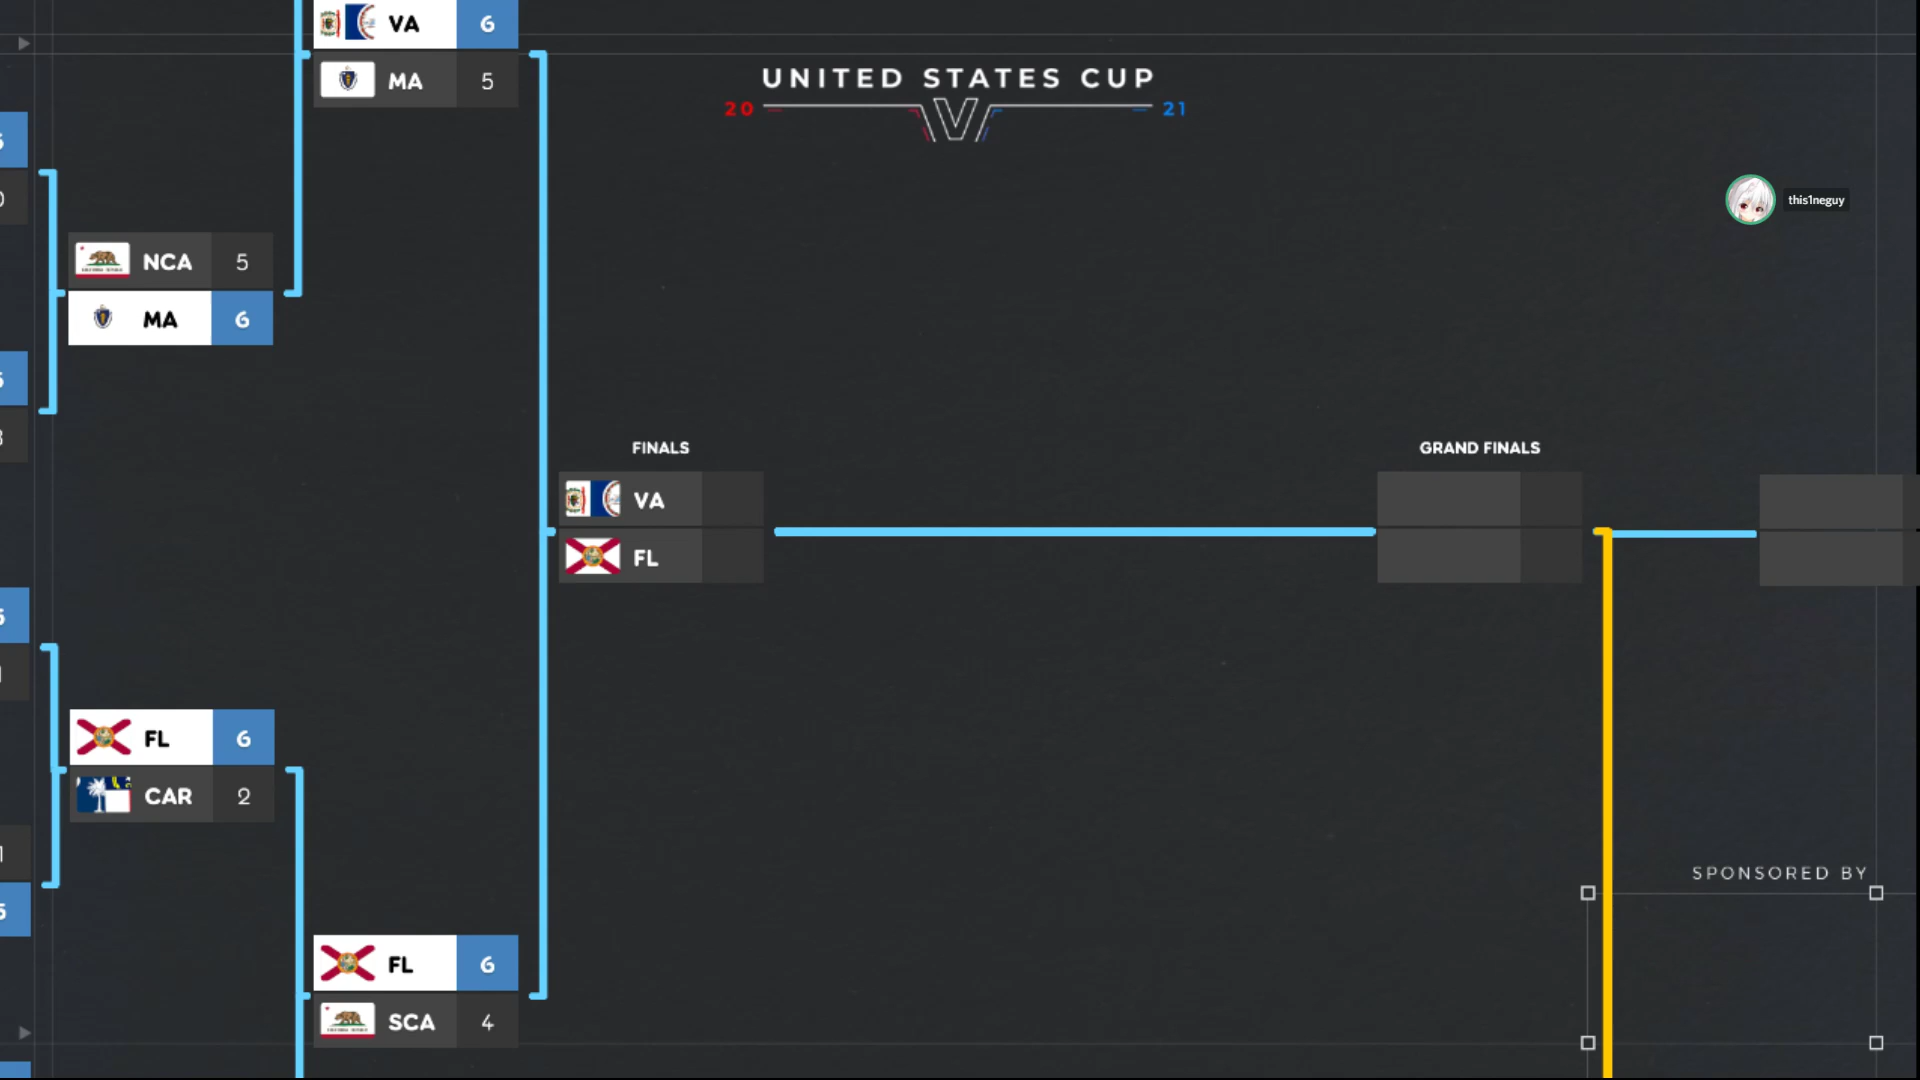 VA 6
MA 5
UNITED STATES CUP
20 21
this1neguy
NCA 5
MA 6
FINALS
GRAND FINALS
VA
FL
FL 6
CAR 2
SPONSORED BY
FL 6
SCA 4